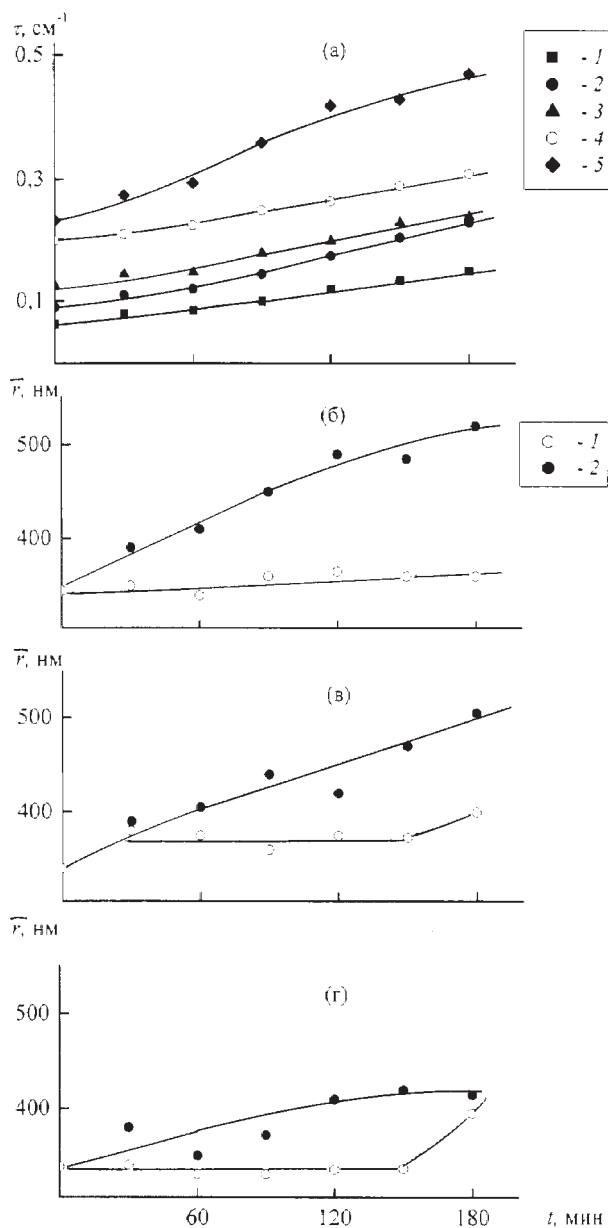 τ, см⁻¹
0,5
(а)
- 1
- 2
- 3
- 4
- 5
0,3
0,1
r̅, нм
(б)
500
400
- 1
- 2
r̅, нм
(в)
500
400
r̅, нм
(г)
500
400
60
120
180
t, мин